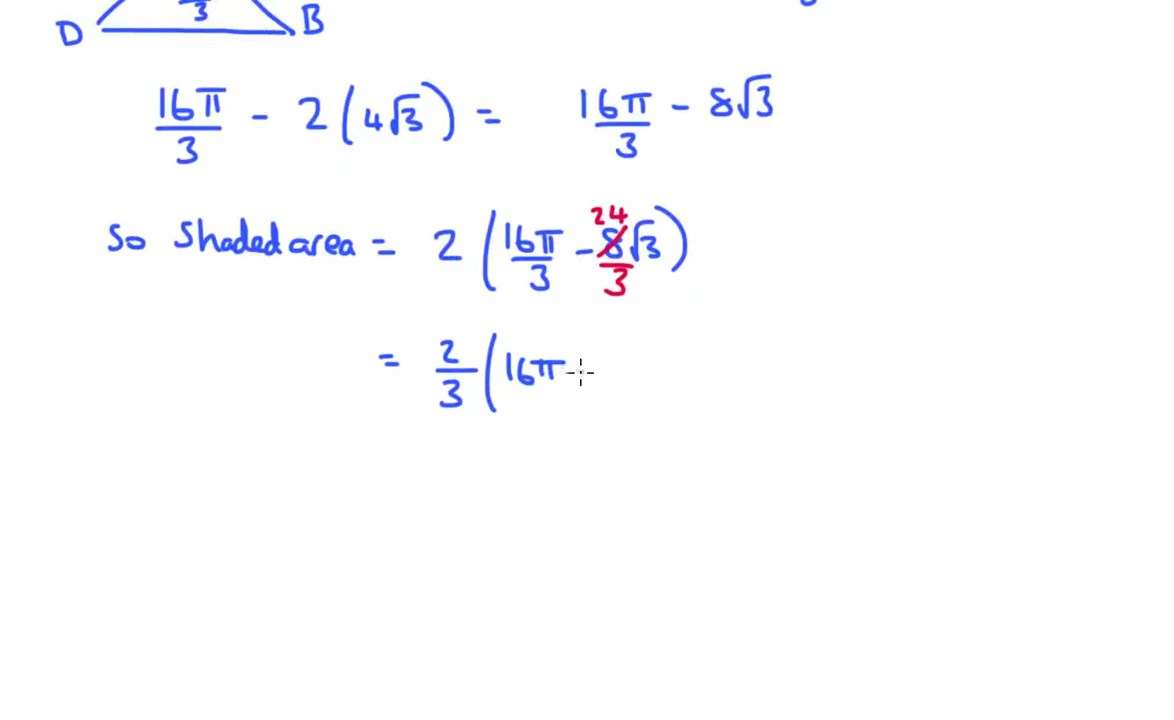 3
D B
16π/3 - 2(4√3) = 16π/3 - 8√3
So Shaded area = 2(16π/3 - 8√3)
24
3
= 2/3(16π